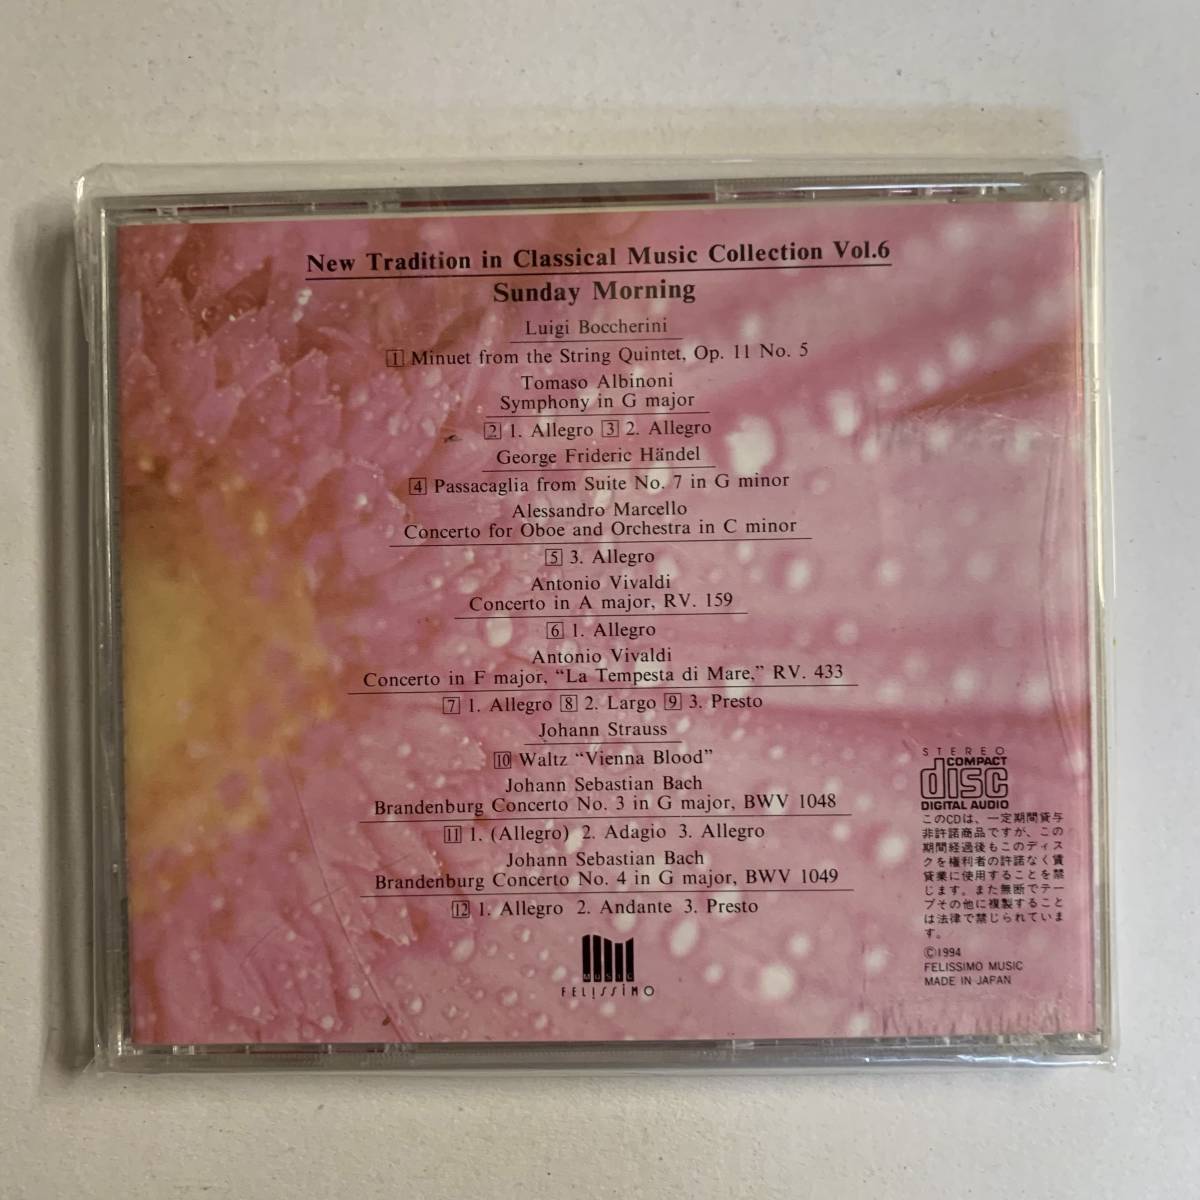 New Tradition in Classical Music Collection Vol.6
Sunday Morning
Luigi Boccherini
1 Minuet from the String Quintet, Op. 11 No. 5
Tomaso Albinoni
Symphony in G major
2 1. Allegro 3 2. Allegro
George Frideric Händel
4 Passacaglia from Suite No. 7 in G minor
Alessandro Marcello
Concerto for Oboe and Orchestra in C minor
5 3. Allegro
Antonio Vivaldi
Concerto in A major, RV. 159
6 1. Allegro
Antonio Vivaldi
Concerto in F major, “La Tempesta di Mare,” RV. 433
7 1. Allegro 8 2. Largo 9 3. Presto
Johann Strauss
10 Waltz “Vienna Blood”
Johann Sebastian Bach
Brandenburg Concerto No. 3 in G major, BWV 1048
11 1. (Allegro) 2. Adagio 3. Allegro
Johann Sebastian Bach
Brandenburg Concerto No. 4 in G major, BWV 1049
12 1. Allegro 2. Andante 3. Presto
MUSIC
FELISSIMO
STEREO
COMPACT
disc
DIGITAL AUDIO
このCDは、一定期間貸与
非許諾商品ですが、この
期間経過後もこのディス
クを権利者の許諾なく賃
貸業に使用することを禁
じます。また無断でテー
プその他に複製すること
は法律で禁じられていま
す。
©1994
FELISSIMO MUSIC
MADE IN JAPAN